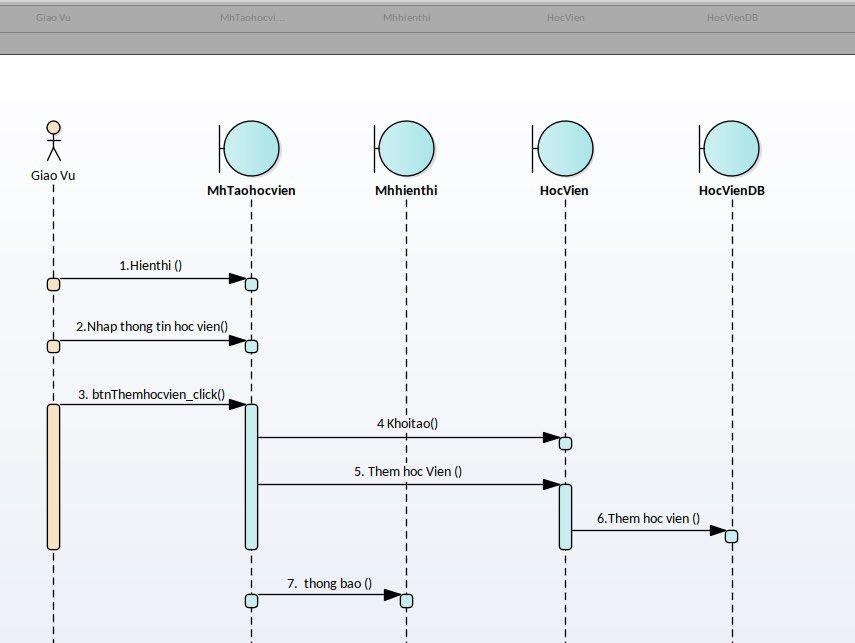 Giao Vu
MhTaohocvi...
Mhhienthi
HocVien
HocVienDB
Giao Vu
MhTaohocvien
Mhhienthi
HocVien
HocVienDB
1.Hienthi ()
2.Nhap thong tin hoc vien()
3. btnThemhocvien_click()
4 Khoitao()
5. Them hoc Vien ()
6.Them hoc vien ()
7.  thong bao ()